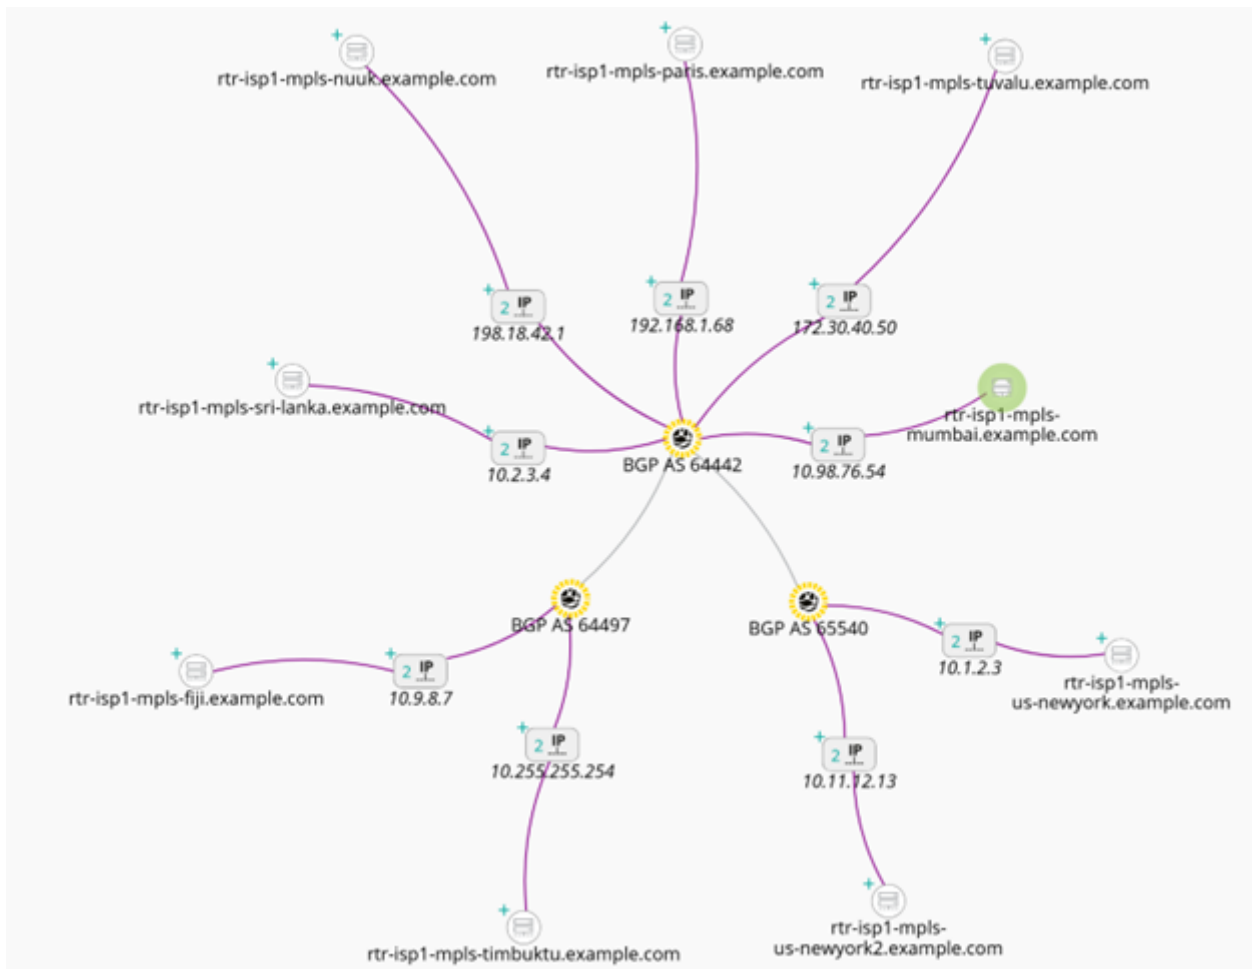 rtr-isp1-mpls-nuuk.example.com
rtr-isp1-mpls-paris.example.com
rtr-isp1-mpls-tuvalu.example.com
2 IP
198.18.42.1
2 IP
192.168.1.68
2 IP
172.30.40.50
rtr-isp1-mpls-sri-lanka.example.com
rtr-isp1-mpls-
mumbai.example.com
2 IP
10.2.3.4
BGP AS 64442
2 IP
10.98.76.54
BGP AS 64497
BGP AS 65540
rtr-isp1-mpls-fiji.example.com
2 IP
10.9.8.7
2 IP
10.1.2.3
rtr-isp1-mpls-
us-newyork.example.com
2 IP
10.255.255.254
2 IP
10.11.12.13
rtr-isp1-mpls-timbuktu.example.com
rtr-isp1-mpls-
us-newyork2.example.com